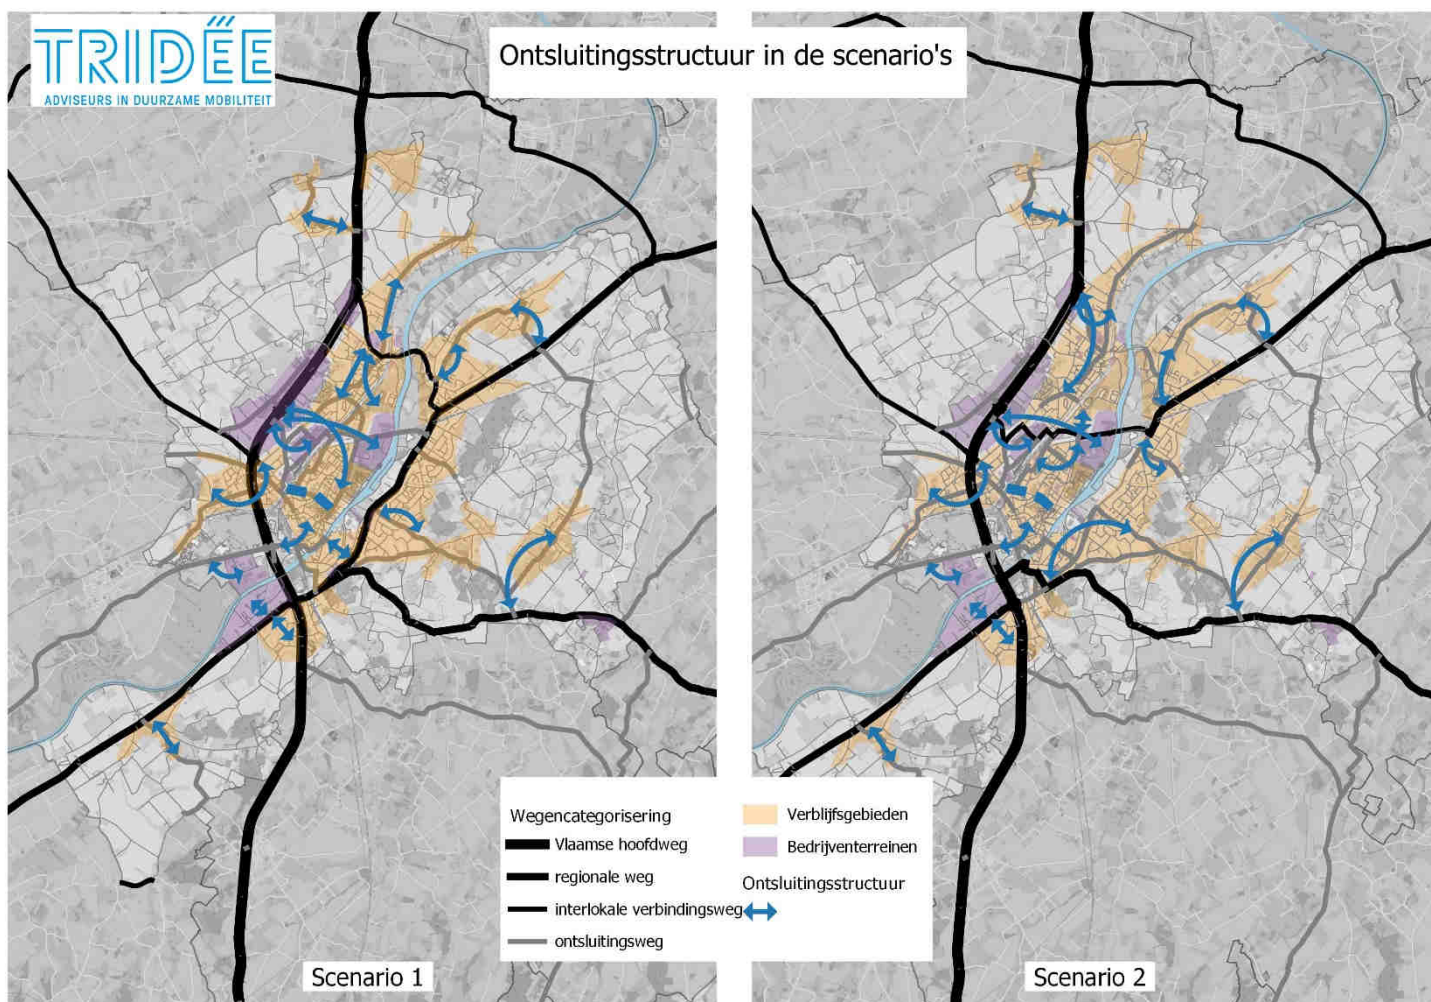 TRIDËE
ADVISEURS IN DUURZAME MOBILITEIT
Ontsluitingsstructuur in de scenario's
Wegencategorisering
Vlaamse hoofdweg
regionale weg
interlokale verbindingsweg
ontsluitingsweg
Verblijfsgebieden
Bedrijventerreinen
Ontsluitingsstructuur
Scenario 1
Scenario 2